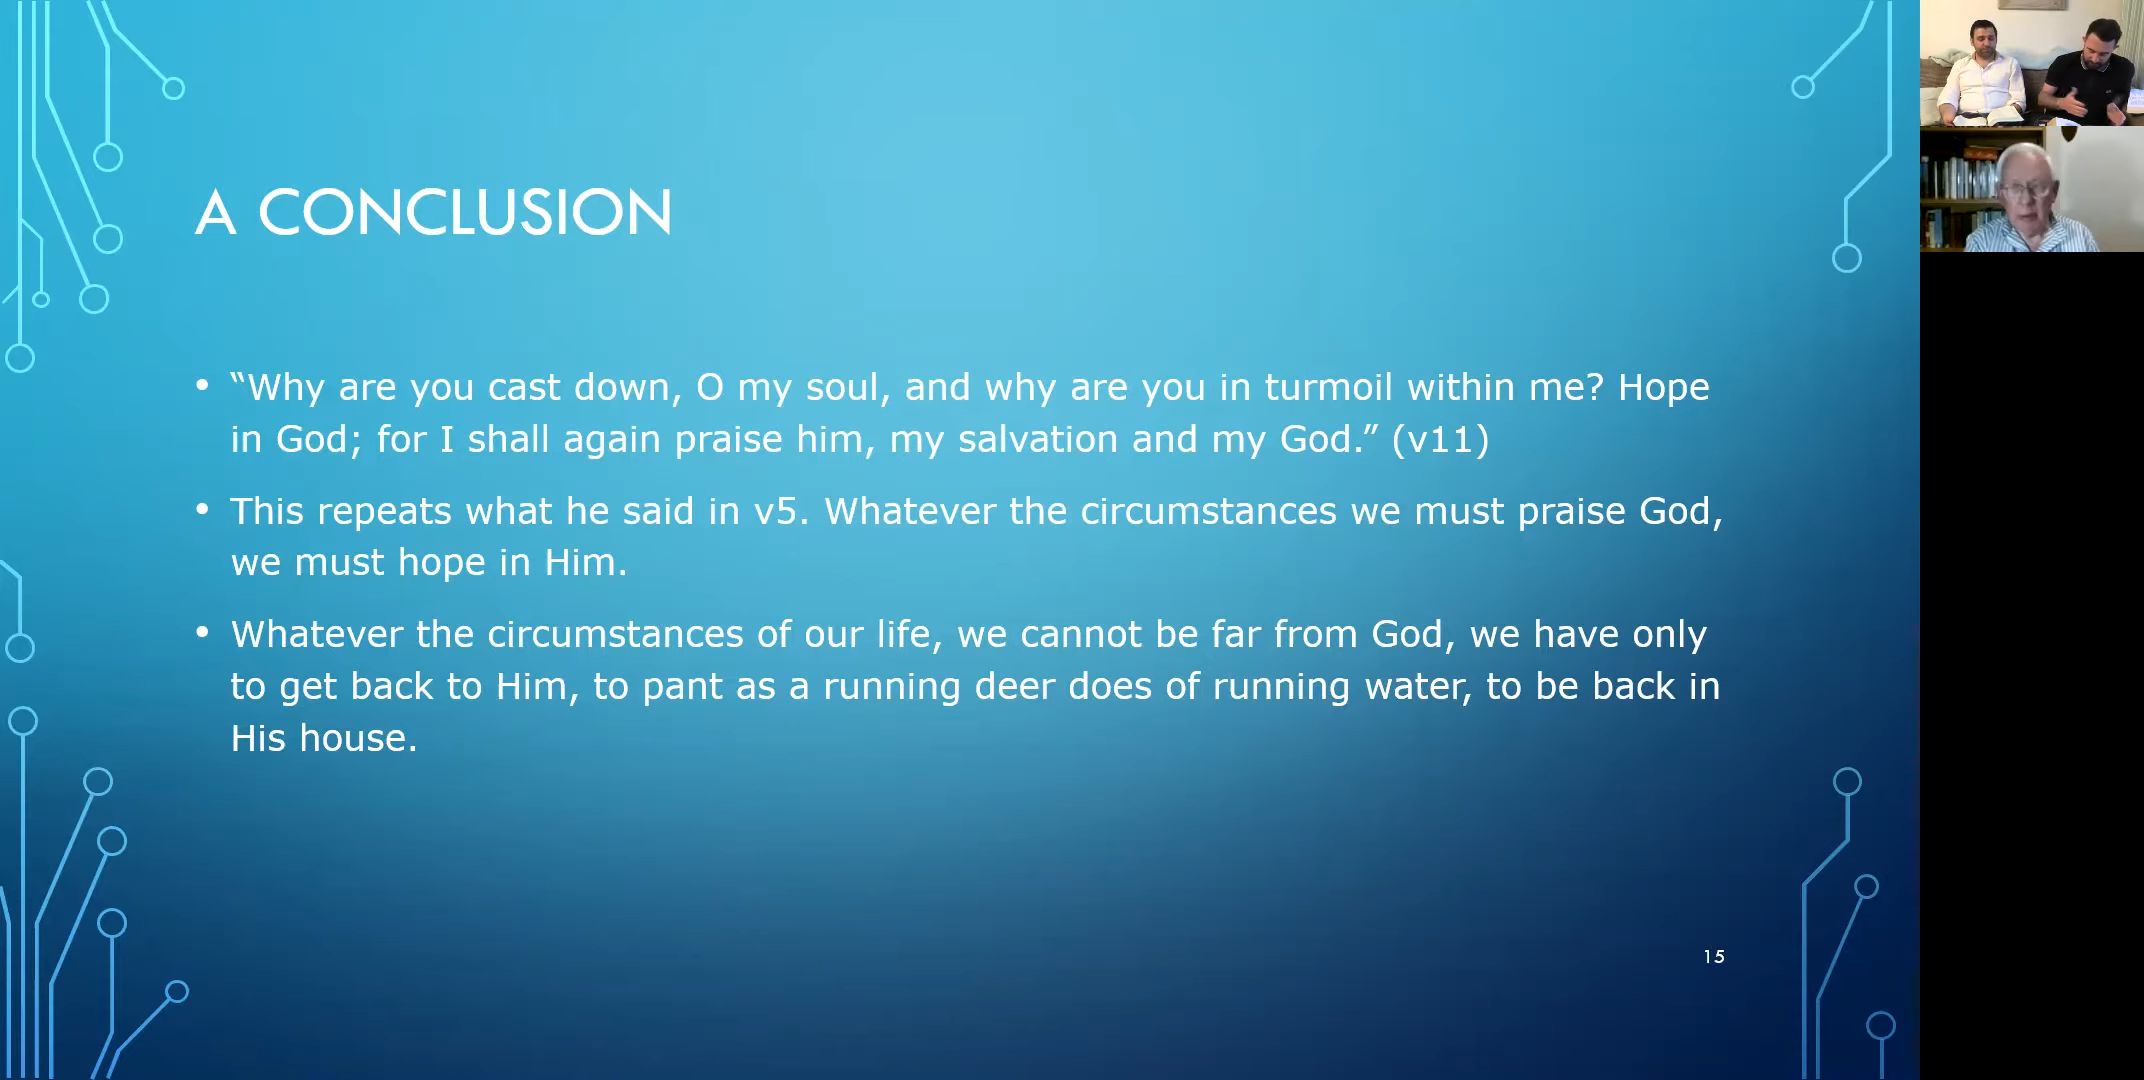 A CONCLUSION
• “Why are you cast down, O my soul, and why are you in turmoil within me? Hope
in God; for I shall again praise him, my salvation and my God.” (v11)
• This repeats what he said in v5. Whatever the circumstances we must praise God,
we must hope in Him.
• Whatever the circumstances of our life, we cannot be far from God, we have only
to get back to Him, to pant as a running deer does of running water, to be back in
His house.
15